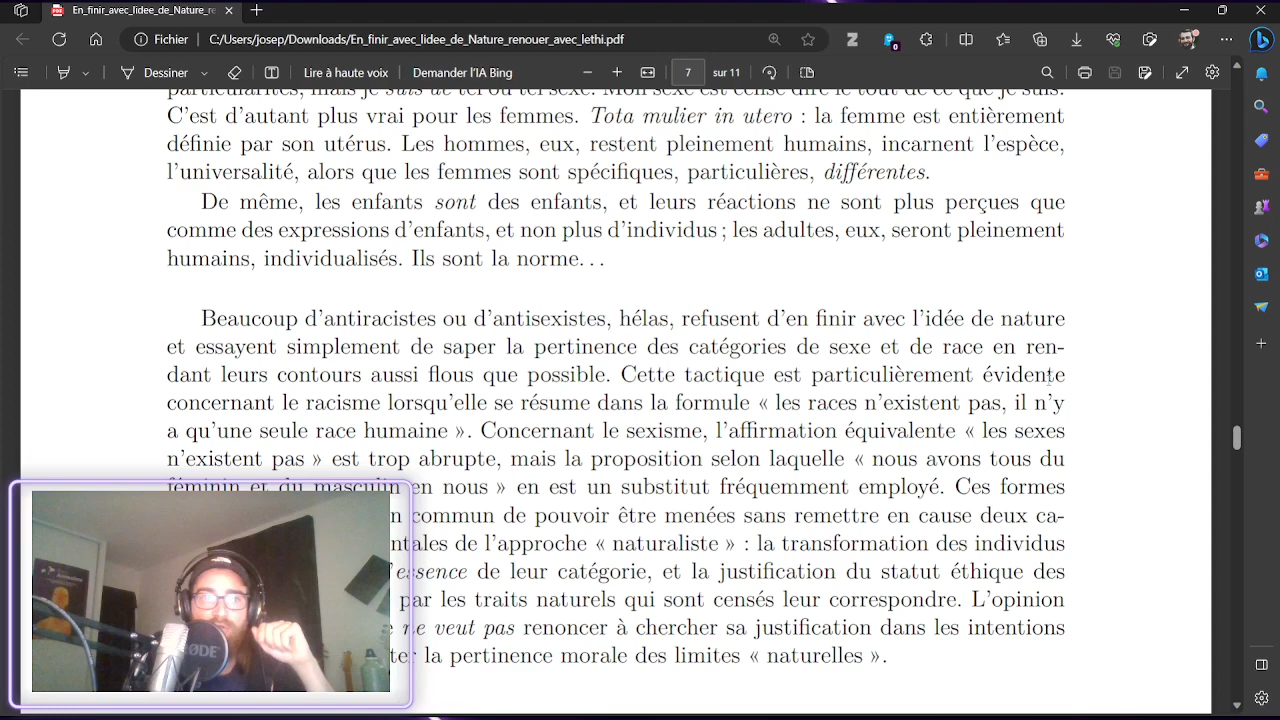 En_finir_avec_lidee_de_Nature_re
Fichier
C:/Users/josep/Downloads/En_finir_avec_lidee_de_Nature_renouer_avec_lethi.pdf
0
Dessiner
Lire à haute voix
Demander l'IA Bing
7 sur 11
particularités, mais je suis de tel ou tel sexe. Mon sexe est censé dire le tout de ce que je suis.
C'est d'autant plus vrai pour les femmes. Tota mulier in utero : la femme est entièrement
définie par son utérus. Les hommes, eux, restent pleinement humains, incarnent l'espèce,
l'universalité, alors que les femmes sont spécifiques, particulières, différentes.
De même, les enfants sont des enfants, et leurs réactions ne sont plus perçues que
comme des expressions d'enfants, et non plus d'individus ; les adultes, eux, seront pleinement
humains, individualisés. Ils sont la norme...
Beaucoup d'antiracistes ou d'antisexistes, hélas, refusent d'en finir avec l'idée de nature
et essayent simplement de saper la pertinence des catégories de sexe et de race en ren-
dant leurs contours aussi flous que possible. Cette tactique est particulièrement évidente
concernant le racisme lorsqu'elle se résume dans la formule « les races n'existent pas, il n'y
a qu'une seule race humaine ». Concernant le sexisme, l'affirmation équivalente « les sexes
n'existent pas » est trop abrupte, mais la proposition selon laquelle « nous avons tous du
féminin et du masculin en nous » en est un substitut fréquemment employé. Ces formes
n commun de pouvoir être menées sans remettre en cause deux ca-
ntales de l'approche « naturaliste » : la transformation des individus
l'essence de leur catégorie, et la justification du statut éthique des
par les traits naturels qui sont censés leur correspondre. L'opinion
ne veut pas renoncer à chercher sa justification dans les intentions
ter la pertinence morale des limites « naturelles ».
RØDE